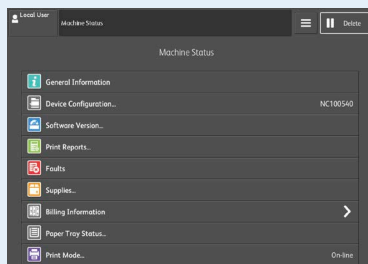 Local User
Machine Status
Delete
Machine Status
General Information
Device Configuration...
NC100540
Software Version...
Print Reports...
Faults
Supplies...
Billing Information
Paper Tray Status...
Print Mode...
On-line